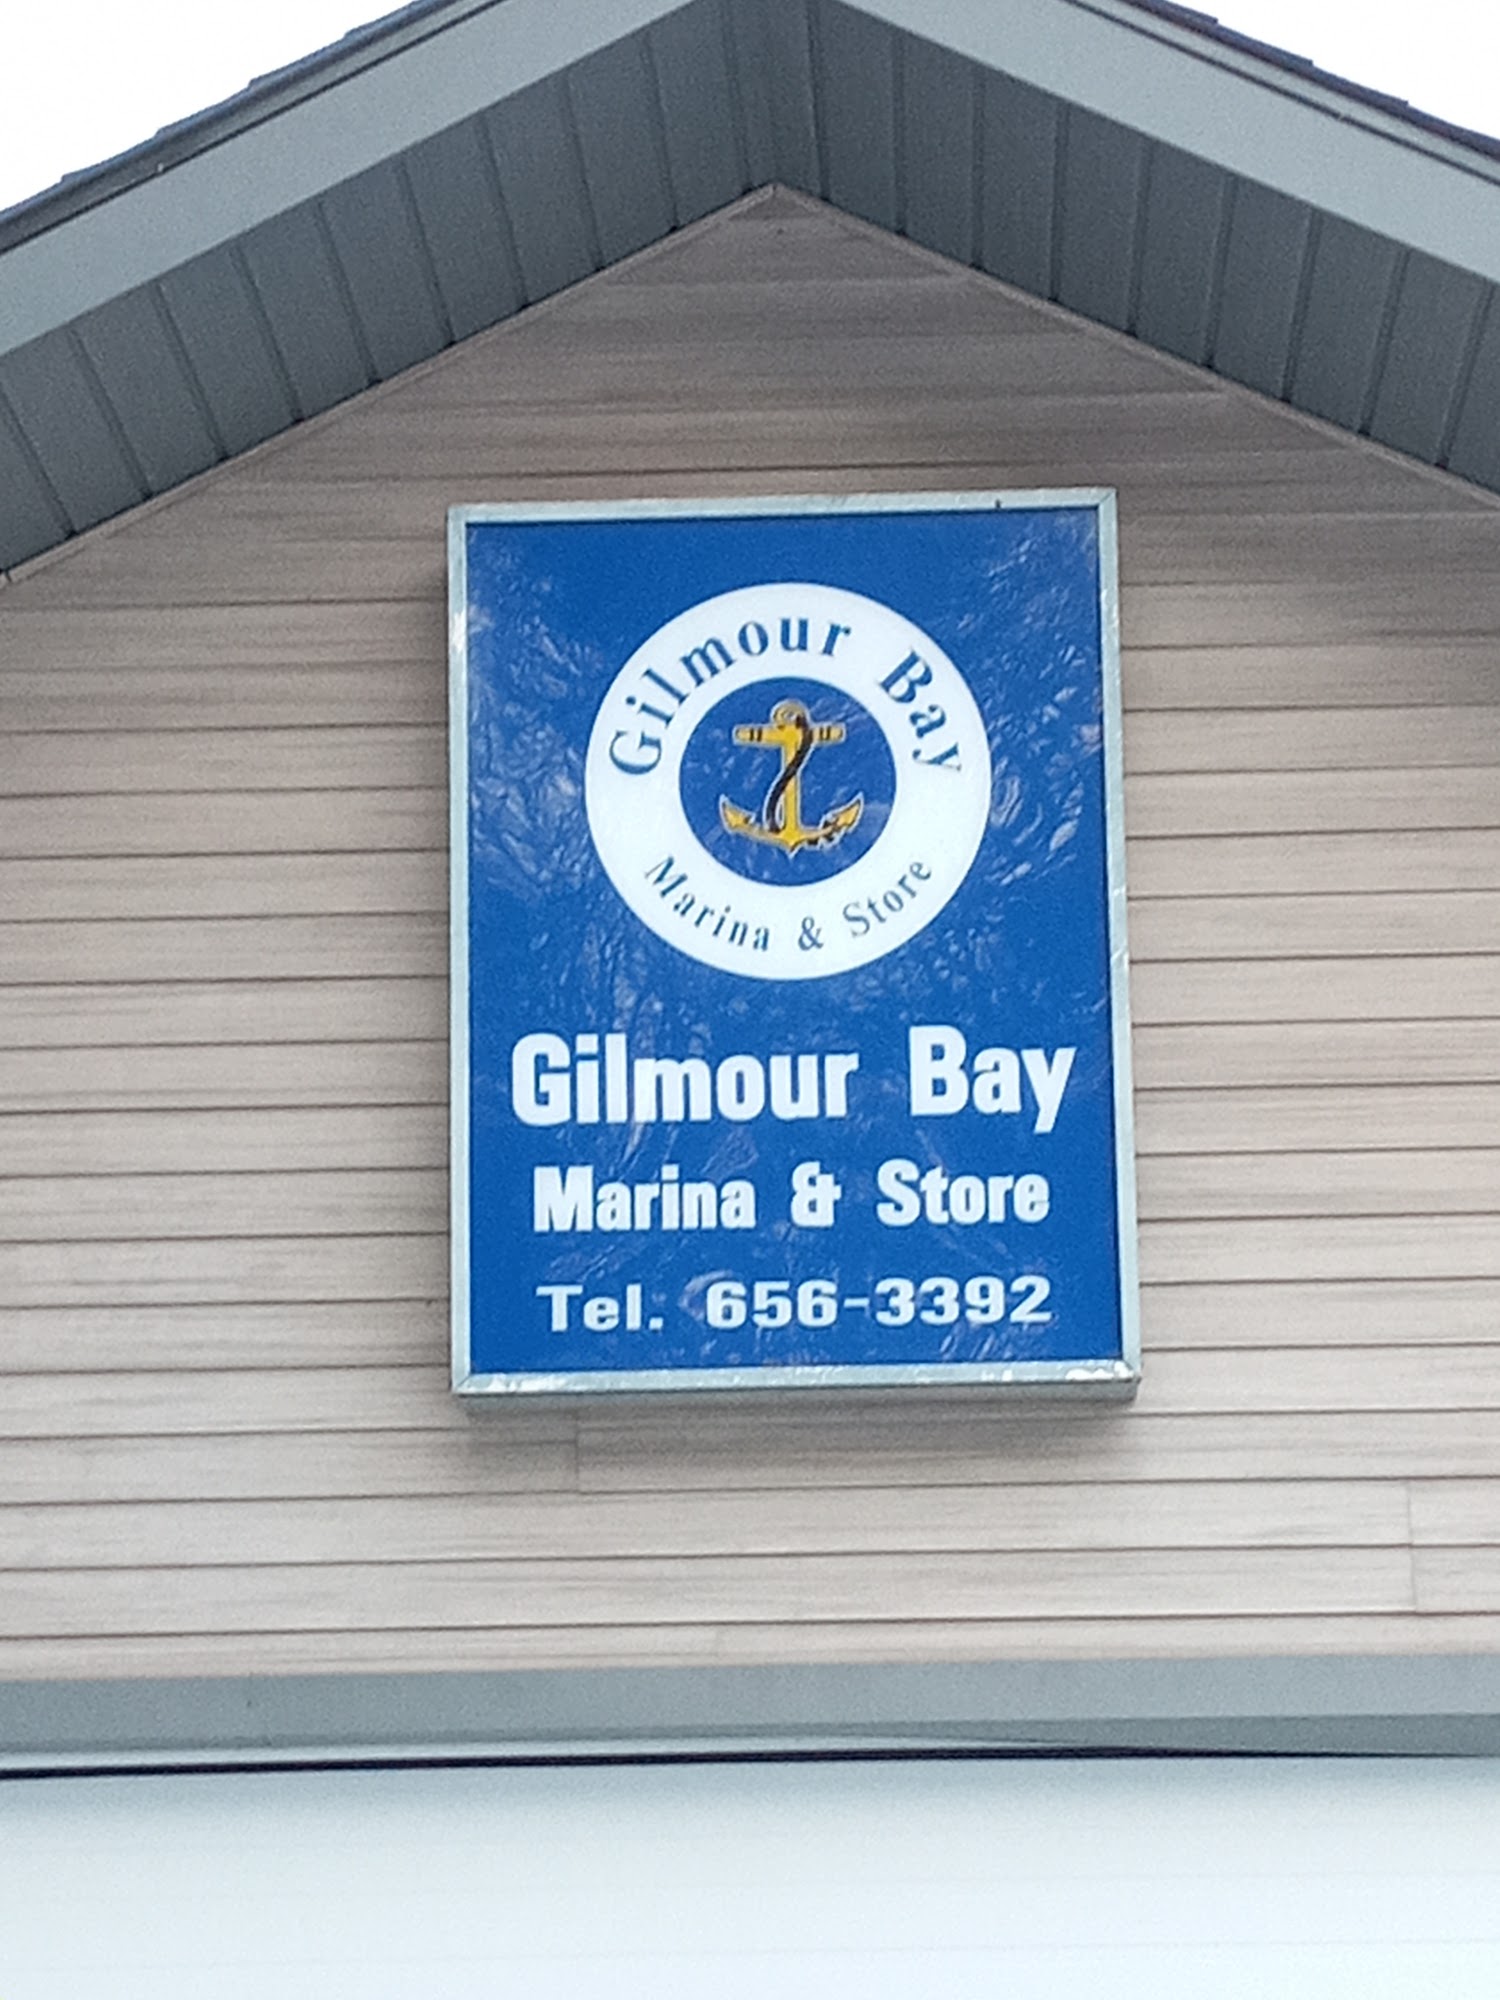 Gilmour Bay
Marina & Store
Gilmour Bay
Marina & Store
Tel. 656-3392